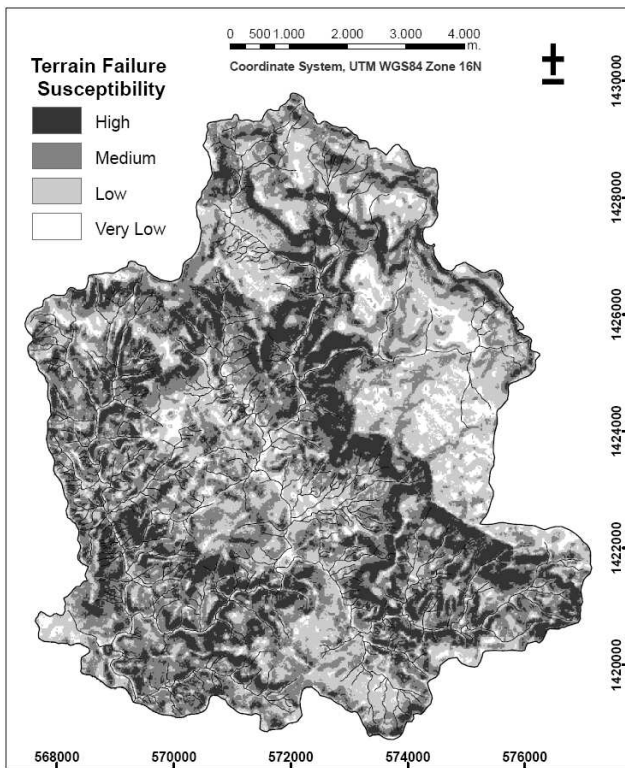 0 500 1.000 2.000 3.000 4.000
m.
Coordinate System, UTM WGS84 Zone 16N
Terrain Failure
Susceptibility
High
Medium
Low
Very Low
1430000
1428000
1426000
1424000
1422000
1420000
568000 570000 572000 574000 576000